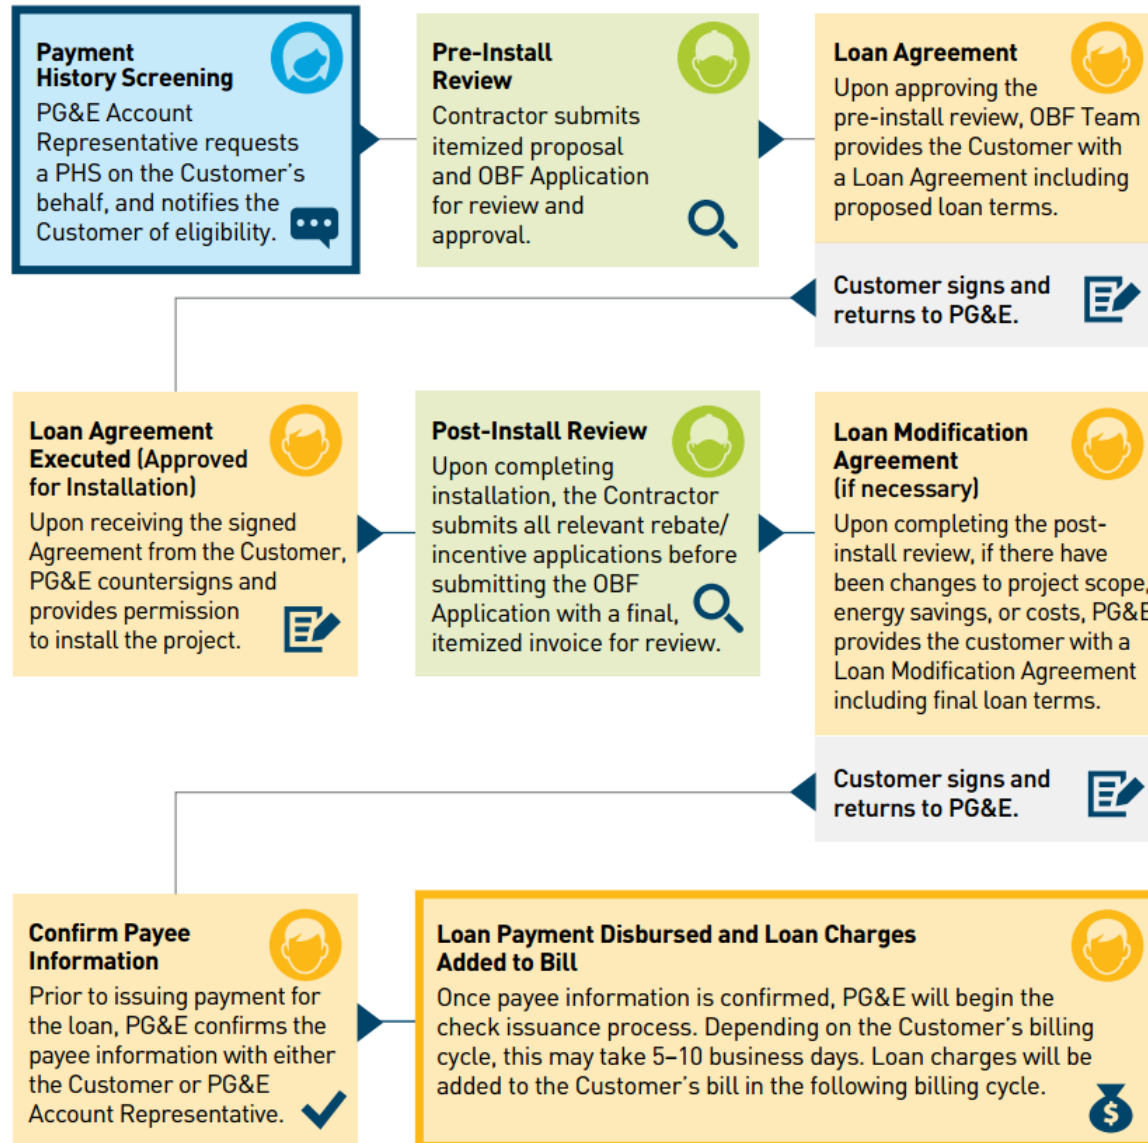 Payment
History Screening
PG&E Account
Representative requests
a PHS on the Customer’s
behalf, and notifies the
Customer of eligibility.
Pre-Install
Review
Contractor submits
itemized proposal
and OBF Application
for review and
approval.
Loan Agreement
Upon approving the
pre-install review, OBF Team
provides the Customer with
a Loan Agreement including
proposed loan terms.
Customer signs and
returns to PG&E.
Loan Agreement
Executed (Approved
for Installation)
Upon receiving the signed
Agreement from the Customer,
PG&E countersigns and
provides permission
to install the project.
Post-Install Review
Upon completing
installation, the Contractor
submits all relevant rebate/
incentive applications before
submitting the OBF
Application with a final,
itemized invoice for review.
Loan Modification
Agreement
(if necessary)
Upon completing the post-
install review, if there have
been changes to project scope,
energy savings, or costs, PG&E
provides the customer with a
Loan Modification Agreement
including final loan terms.
Customer signs and
returns to PG&E.
Confirm Payee
Information
Prior to issuing payment for
the loan, PG&E confirms the
payee information with either
the Customer or PG&E
Account Representative.
Loan Payment Disbursed and Loan Charges
Added to Bill
Once payee information is confirmed, PG&E will begin the
check issuance process. Depending on the Customer’s billing
cycle, this may take 5–10 business days. Loan charges will be
added to the Customer’s bill in the following billing cycle.
$